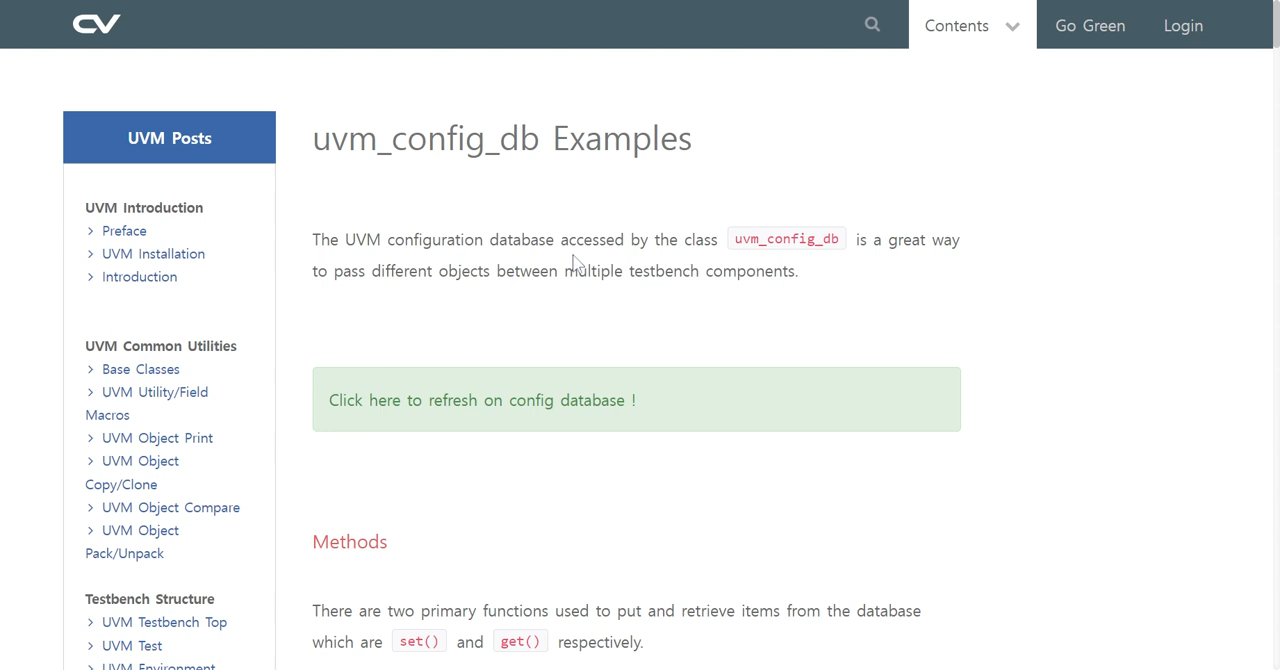 CV
Contents
Go Green
Login
UVM Posts
UVM Introduction
> Preface
> UVM Installation
> Introduction
UVM Common Utilities
> Base Classes
> UVM Utility/Field
Macros
> UVM Object Print
> UVM Object
Copy/Clone
> UVM Object Compare
> UVM Object
Pack/Unpack
Testbench Structure
> UVM Testbench Top
> UVM Test
> UVM Environment
uvm_config_db Examples
The UVM configuration database accessed by the class uvm_config_db is a great way
to pass different objects between multiple testbench components.
Click here to refresh on config database !
Methods
There are two primary functions used to put and retrieve items from the database
which are set() and get() respectively.